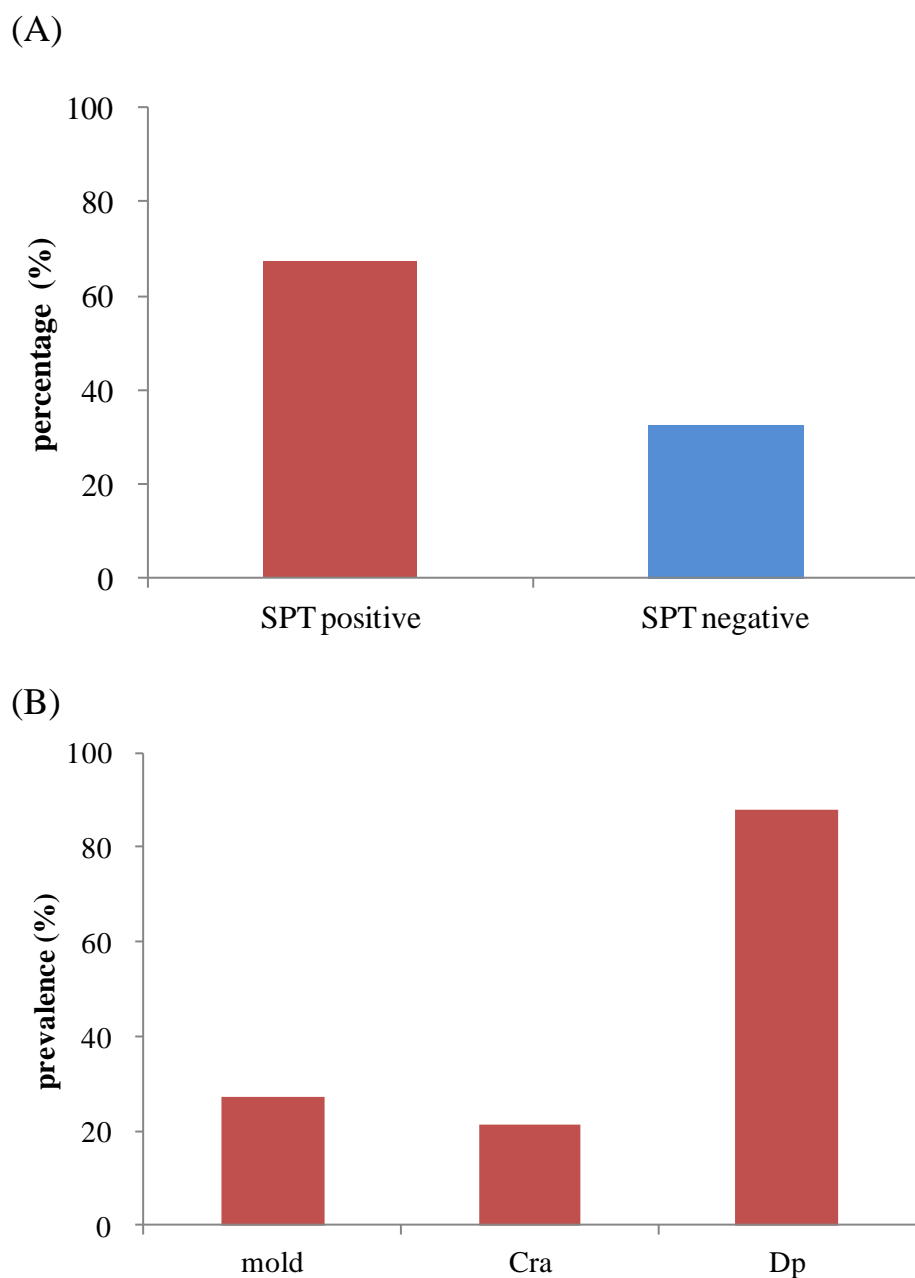 (A)
100
80
60
40
20
0
percentage (%)
SPT positive
SPT negative
(B)
100
80
60
40
20
0
prevalence (%)
mold
Cra
Dp